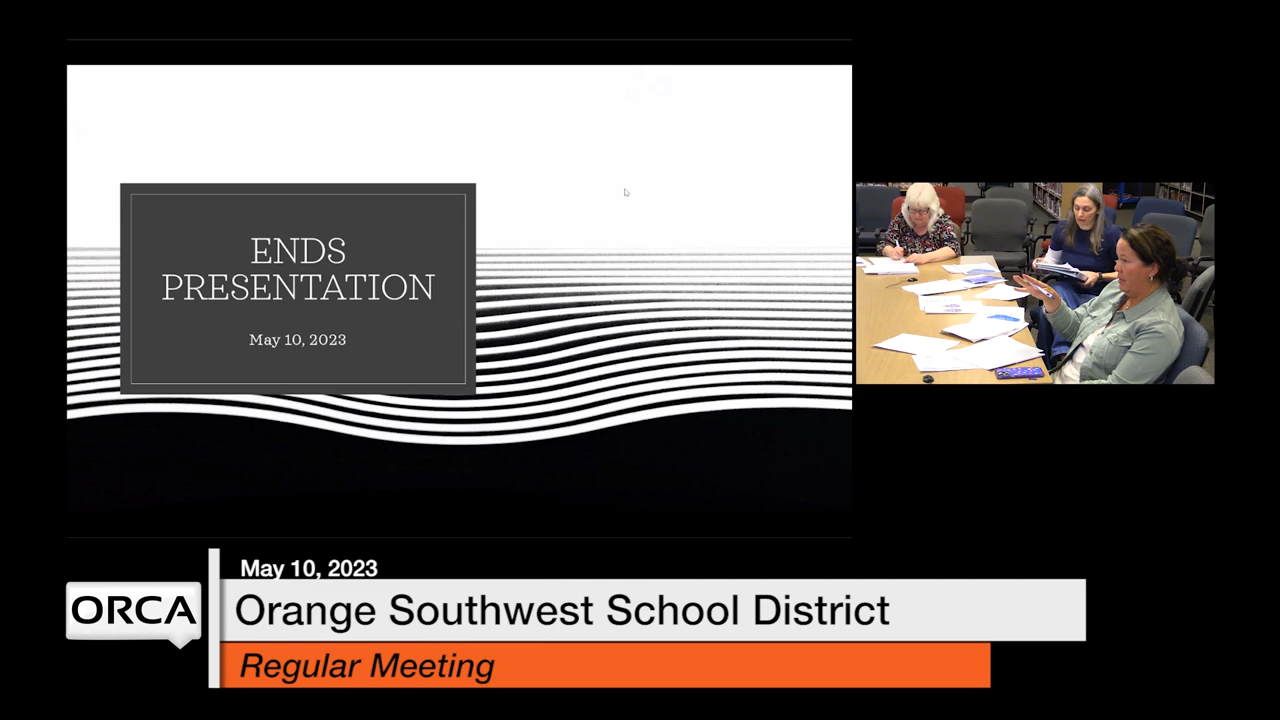 ENDS
PRESENTATION
May 10, 2023
May 10, 2023
ORCA
Orange Southwest School District
Regular Meeting